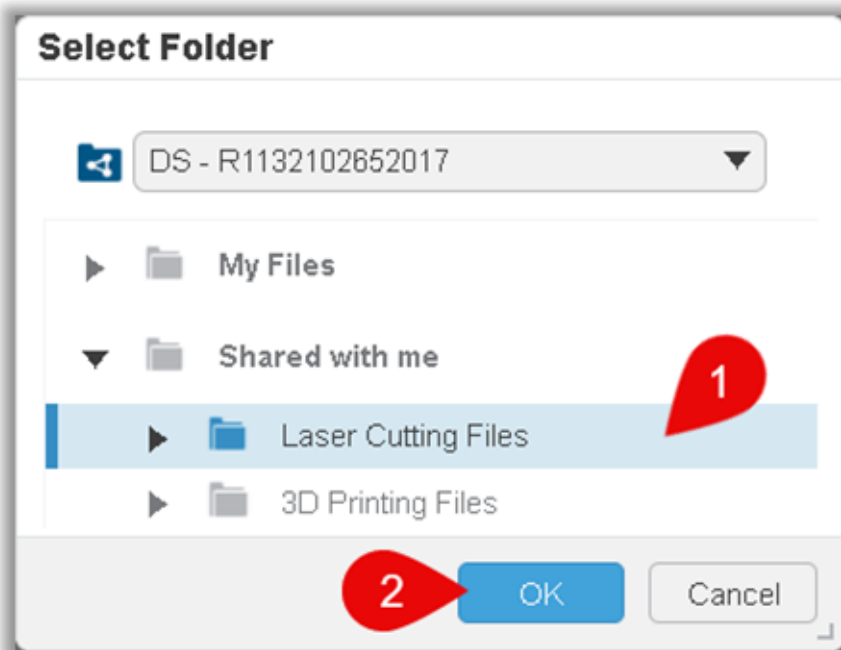 Select Folder
DS - R1132102652017
My Files
Shared with me
1
Laser Cutting Files
3D Printing Files
2
OK
Cancel